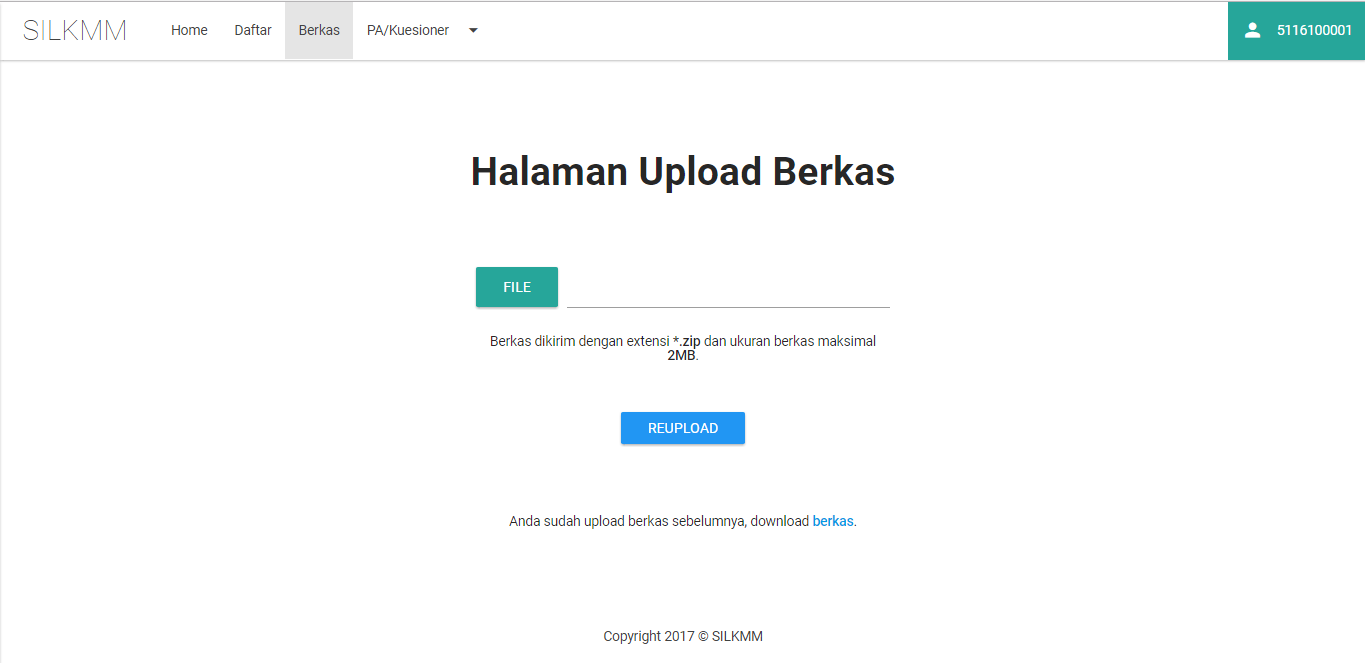 SILKMM Home Daftar Berkas PA/Kuesioner 5116100001
Halaman Upload Berkas
FILE
Berkas dikirim dengan extensi *.zip dan ukuran berkas maksimal
2MB.
REUPLOAD
Anda sudah upload berkas sebelumnya, download berkas.
Copyright 2017 © SILKMM